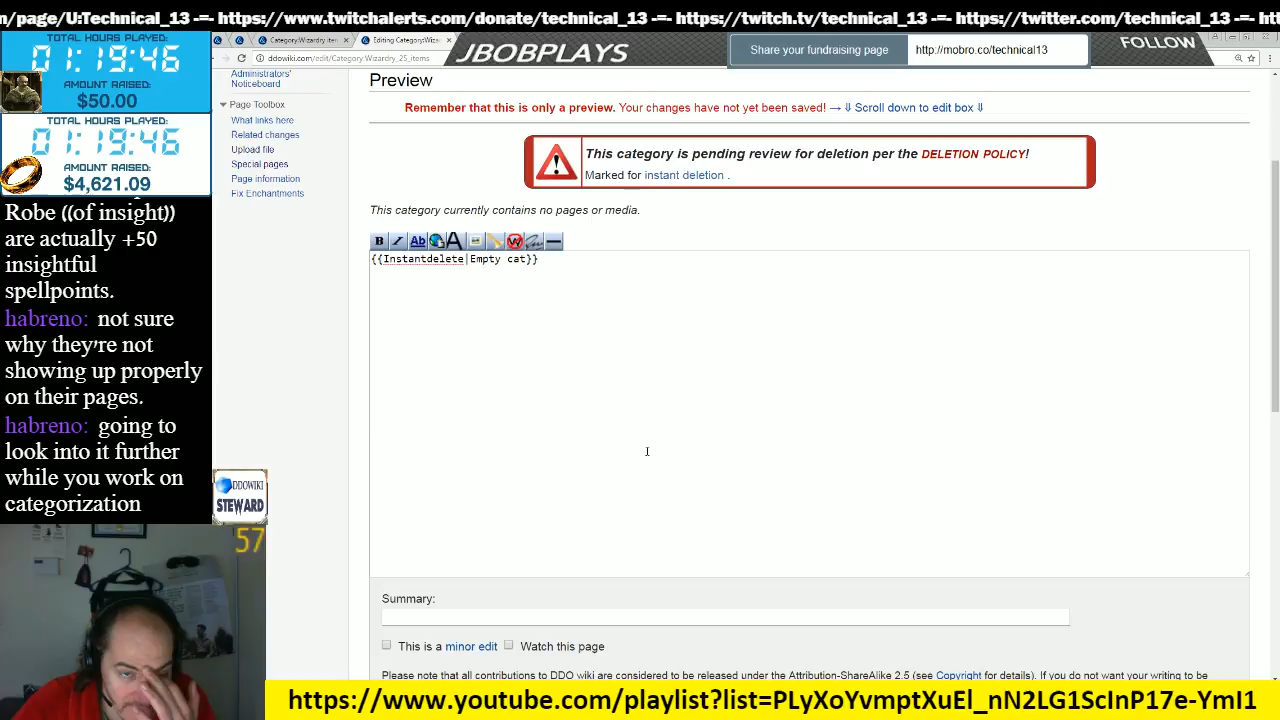 m/page/U:Technical_13 -=- https://www.twitchalerts.com/donate/technical_13 -=- https://twitch.tv/technical_13 -=- https://twitter.com/technical_13 -=- ht
TOTAL HOURS PLAYED:
01:19:46
AMOUNT RAISED:
$50.00
TOTAL HOURS PLAYED:
01:19:46
AMOUNT RAISED:
$4,621.09
Robe ((of insight))
are actually +50
insightful
spellpoints.
habreno: not sure
why they're not
showing up properly
on their pages.
habreno: going to
look into it further
while you work on
categorization
Category:Wizardry ite
Editing Category:Wiza
ddowiki.com/edit/Category:Wizardry_25_items
JBOBPLAYS
Share your fundraising page
http://mobro.co/technical13
FOLLOW
Administrators'
Noticeboard
Page Toolbox
What links here
Related changes
Upload file
Special pages
Page information
Fix Enchantments
Preview
Remember that this is only a preview. Your changes have not yet been saved! → ⇓ Scroll down to edit box ⇓
This category is pending review for deletion per the DELETION POLICY!
Marked for instant deletion .
This category currently contains no pages or media.
B I Ab A W
{{Instantdelete|Empty cat}}
Summary:
This is a minor edit Watch this page
Please note that all contributions to DDO wiki are considered to be released under the Attribution-ShareAlike 2.5 (see Copyright for details). If you do not want your writing to be
DDOWIKI
STEWARD
57
https://www.youtube.com/playlist?list=PLyXoYvmptXuEl_nN2LG1ScInP17e-YmI1